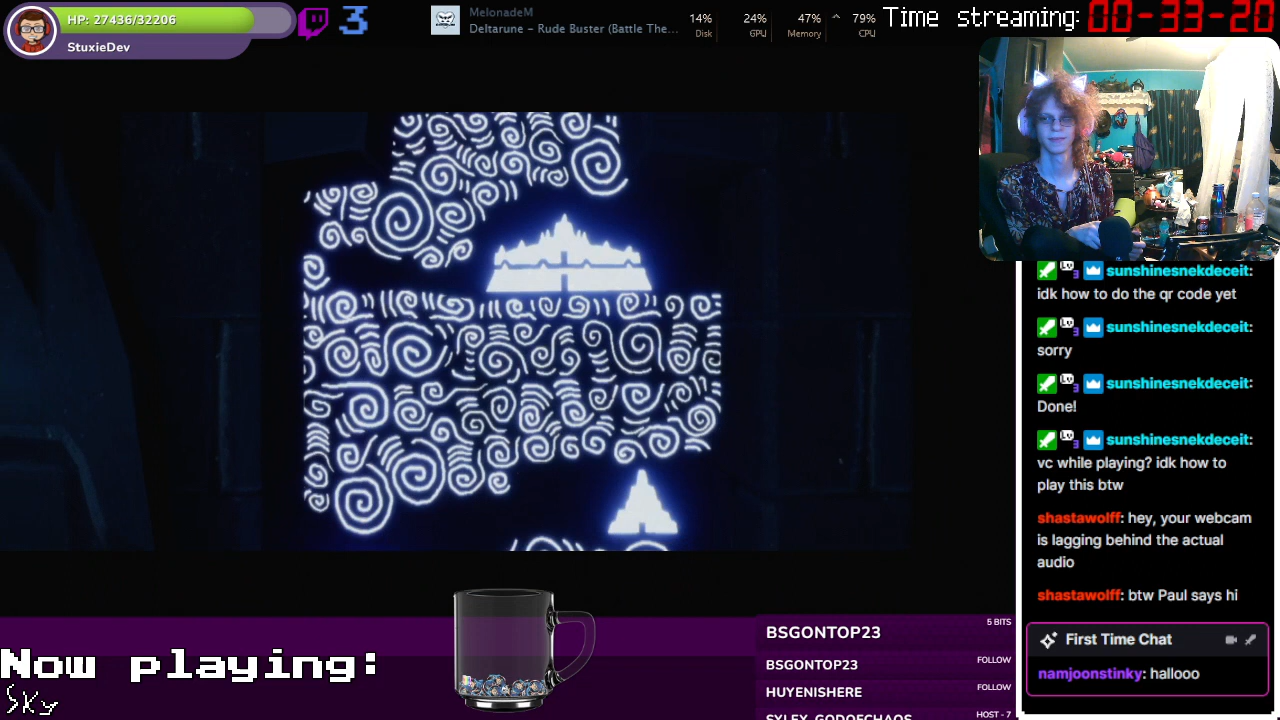 HP: 27436/32206
3
StuxieDev
MelonadeM
Deltarune - Rude Buster (Battle The...
14%
Disk
24%
GPU
47%
Memory
^
79%
CPU
Time streaming: 00-33-20
sunshinesnekdeceit:
idk how to do the qr code yet
sunshinesnekdeceit:
sorry
sunshinesnekdeceit:
Done!
sunshinesnekdeceit:
vc while playing? idk how to
play this btw
shastawolff: hey, your webcam
is lagging behind the actual
audio
shastawolff: btw Paul says hi
First Time Chat
namjoonstinky: hallooo
Now playing:
Sky
BSGONTOP23
5 BITS
BSGONTOP23
FOLLOW
HUYENISHERE
FOLLOW
SYLEX_GODOFCHAOS
HOST - 7